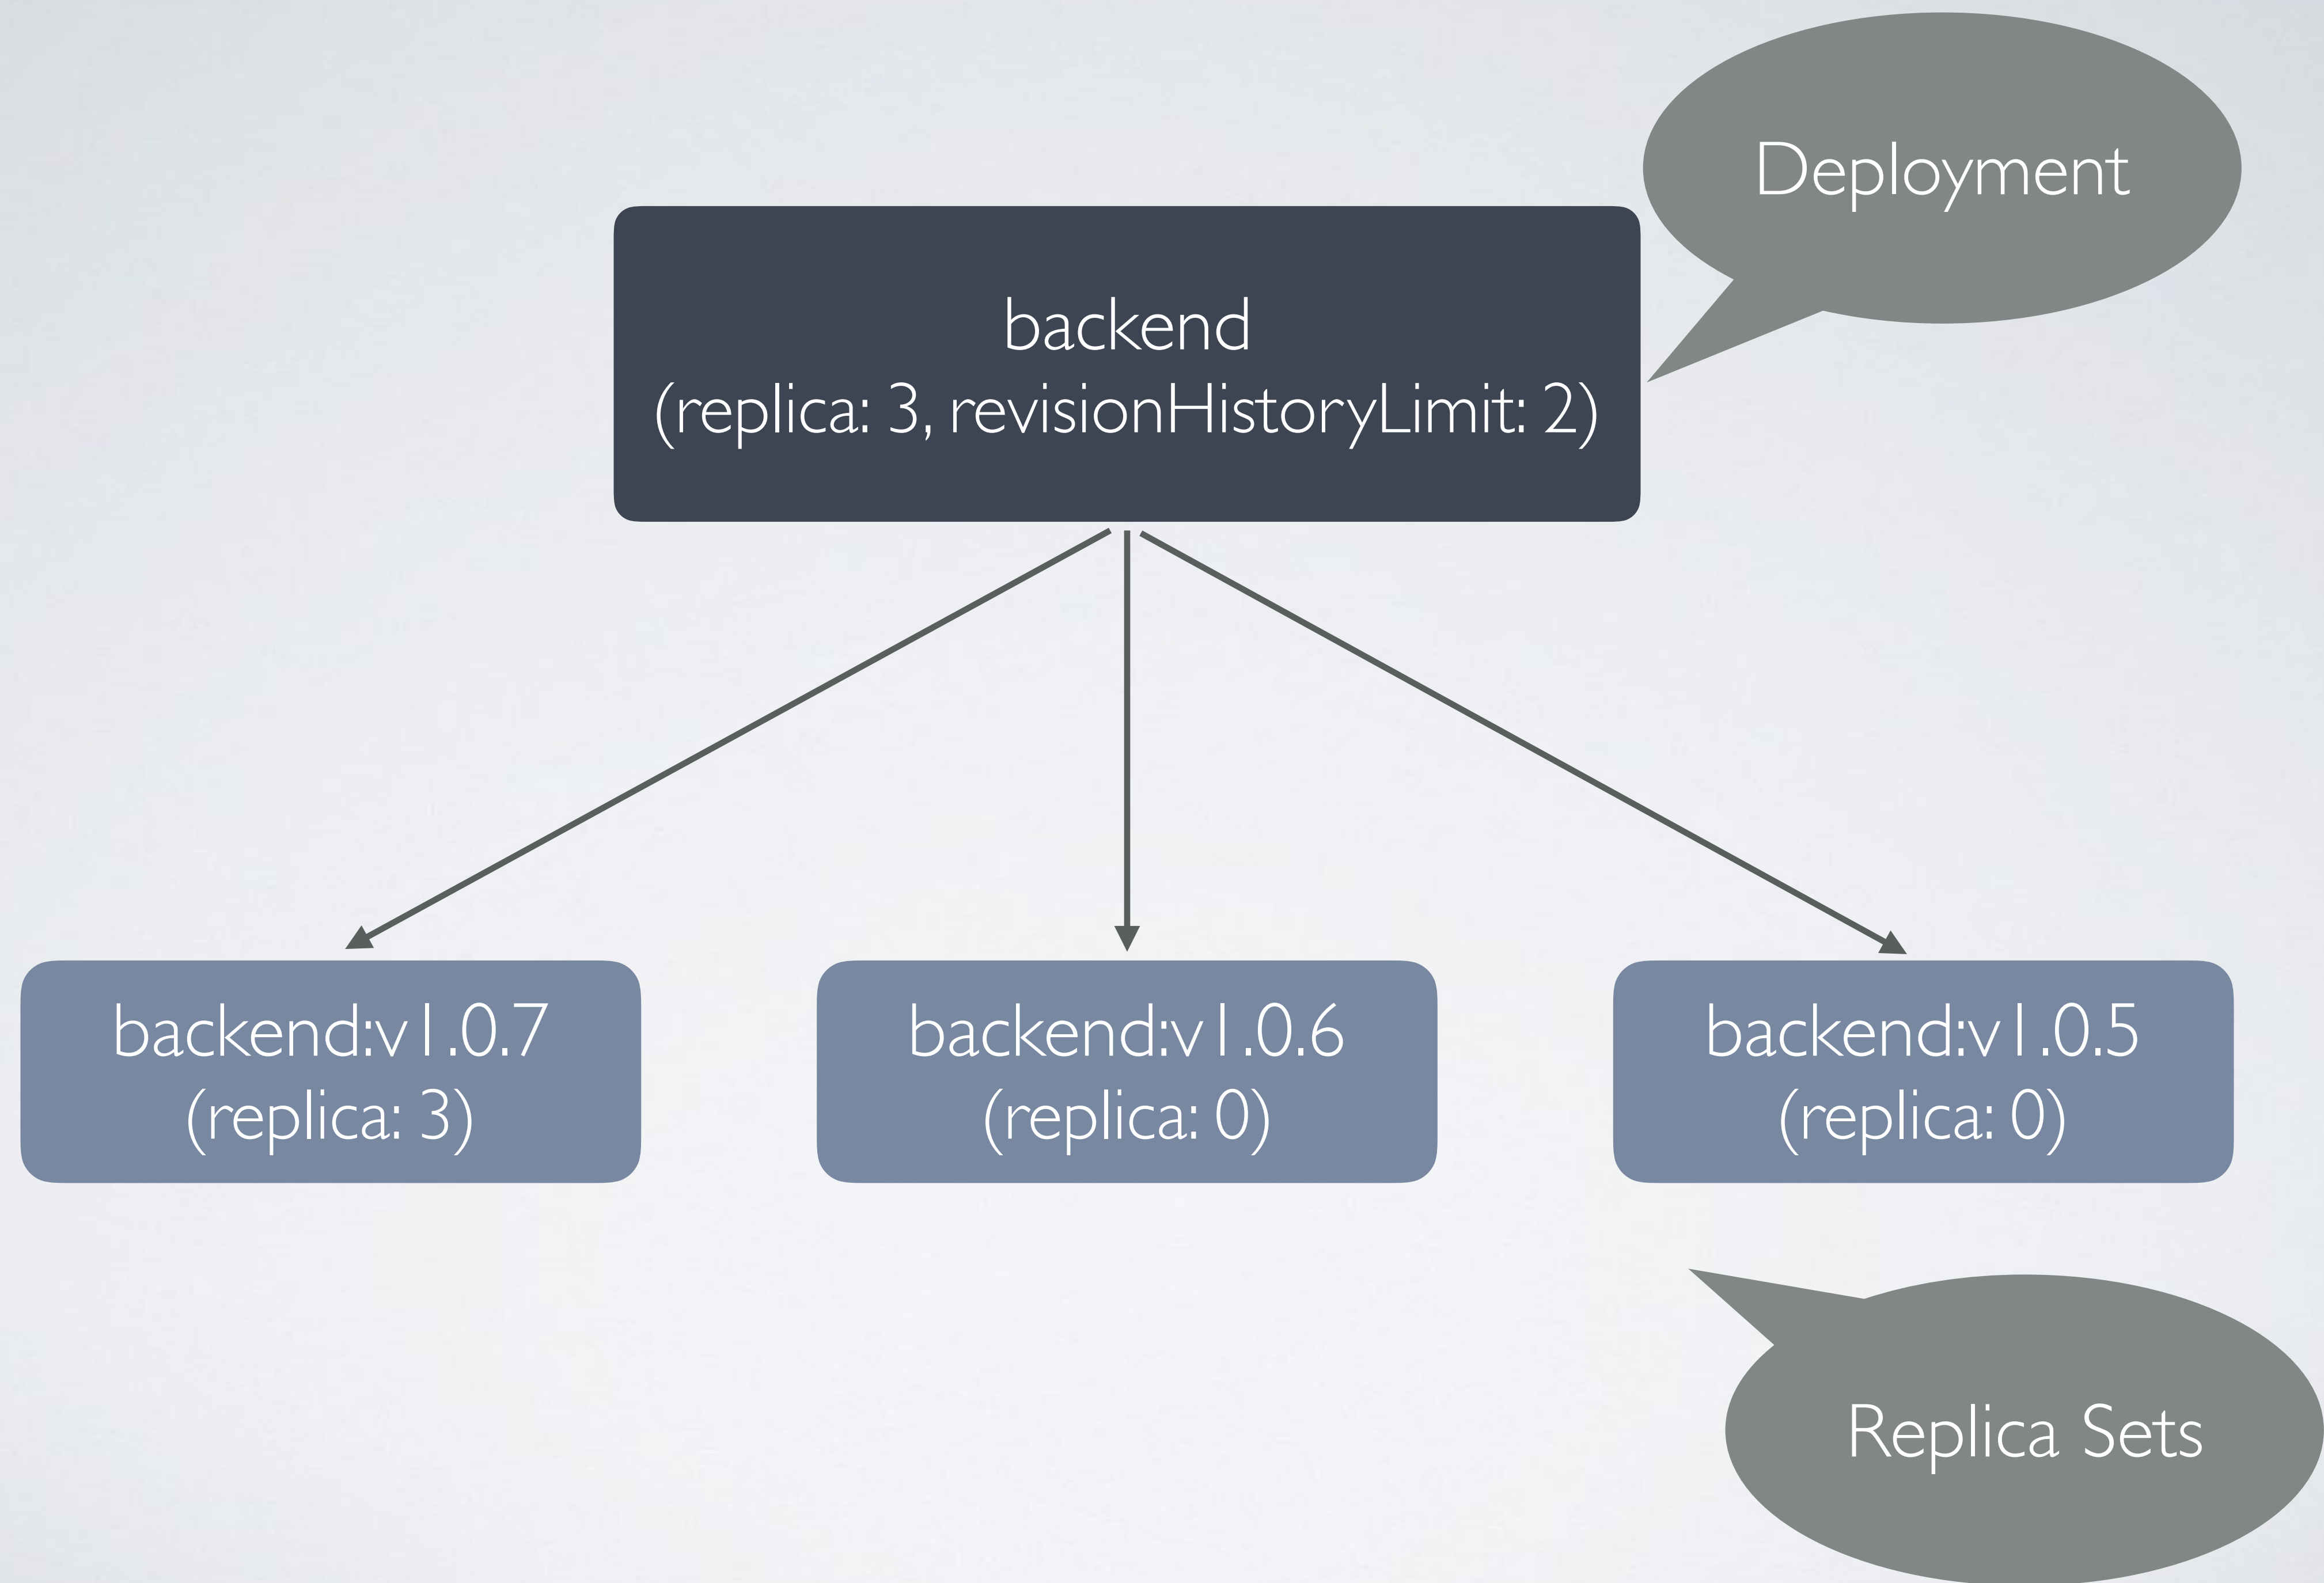 Deployment
backend
(replica: 3, revisionHistoryLimit: 2)
backend:v1.0.7
(replica: 3)
backend:v1.0.6
(replica: 0)
backend:v1.0.5
(replica: 0)
Replica Sets